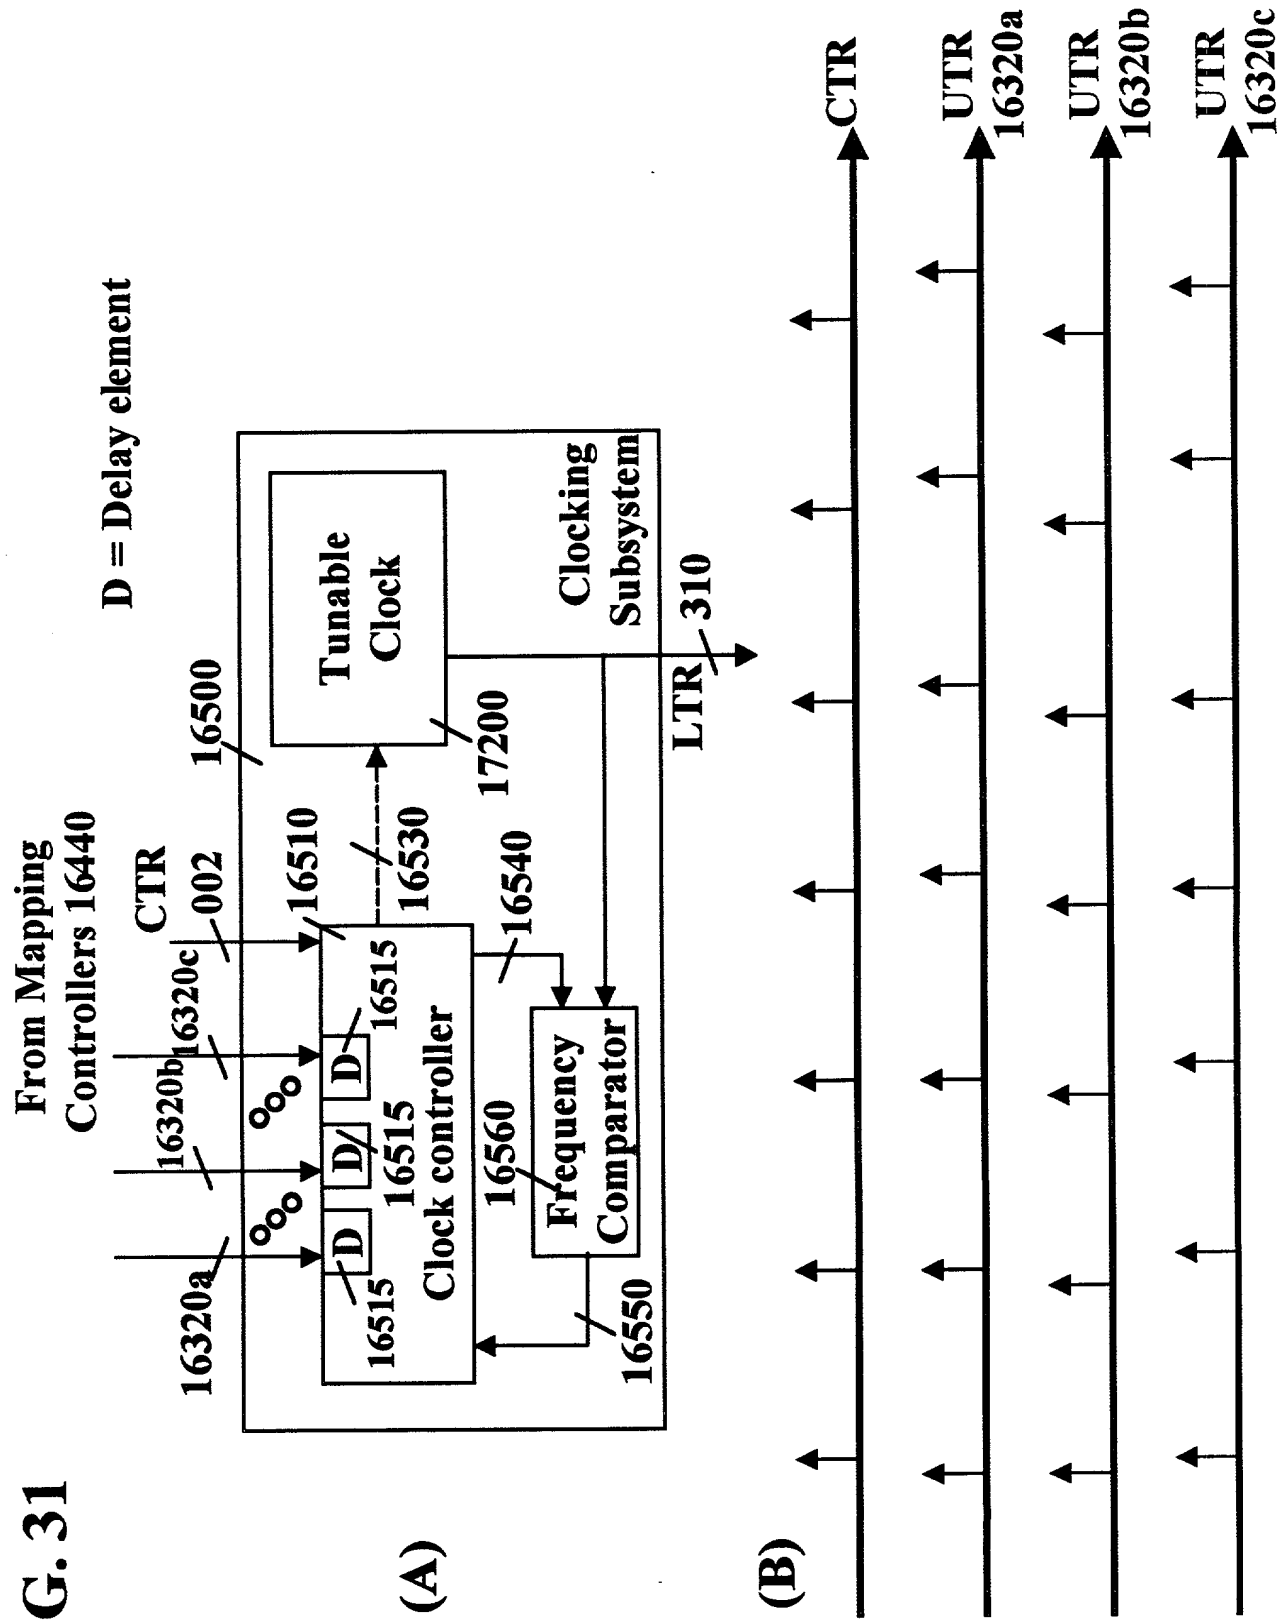 G. 31
From Mapping
Controllers 16440
D = Delay element
(A)
16320a
16320b
16320c
CTR
002
16500
16510
D
D
D
16515
16515
16515
Clock controller
16530
Tunable
Clock
17200
16540
16560
Frequency
Comparator
16550
Clocking
Subsystem
LTR
310
(B)
CTR
UTR
16320a
UTR
16320b
UTR
16320c